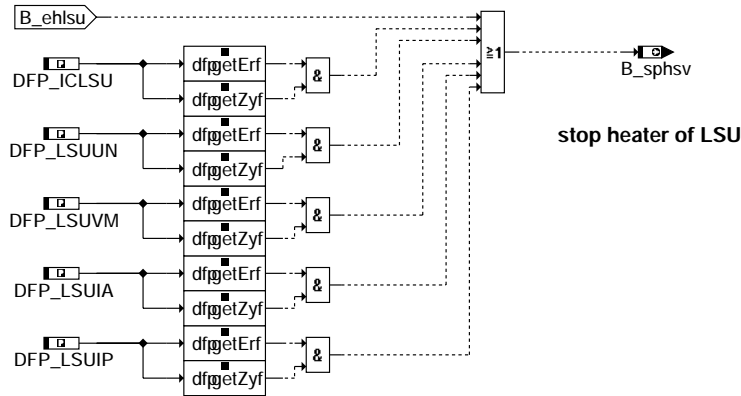 B_ehlsu
DFP_ICLSU
dfpgetErf
dfpgetZyf
&
≥1
B_sphsv
stop heater of LSU
DFP_LSUUN
dfpgetErf
dfpgetZyf
&
DFP_LSUVM
dfpgetErf
dfpgetZyf
&
DFP_LSUIA
dfpgetErf
dfpgetZyf
&
DFP_LSUIP
dfpgetErf
dfpgetZyf
&